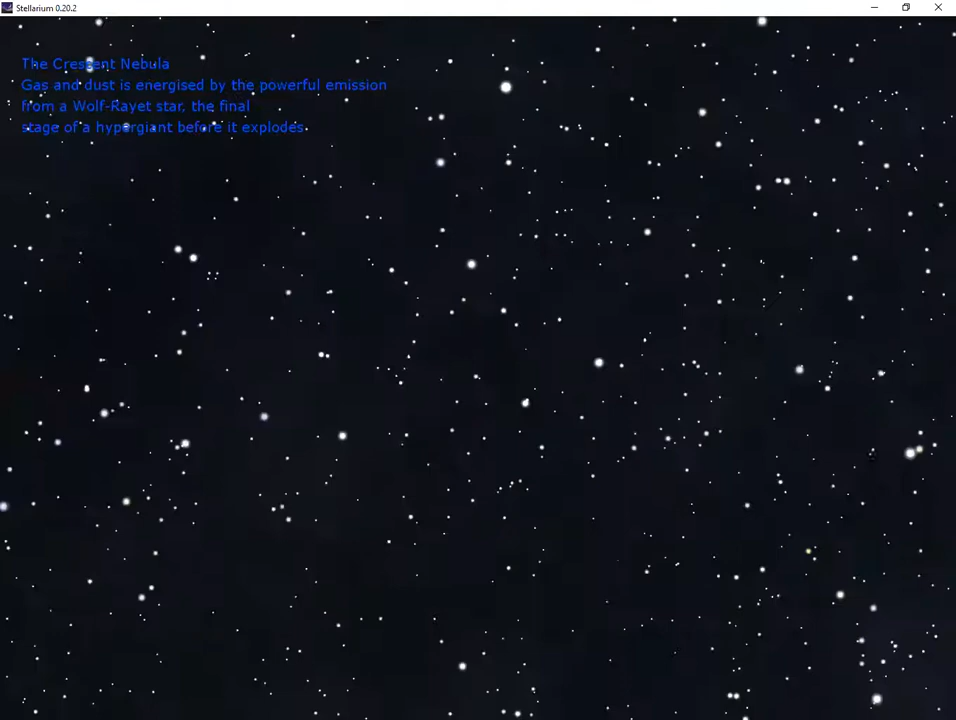 Stellarium 0.20.2
The Cressent Nebula
Gas and dust is energised by the powerful emission
from a Wolf-Rayet star, the final
stage of a hypergiant before it explodes.